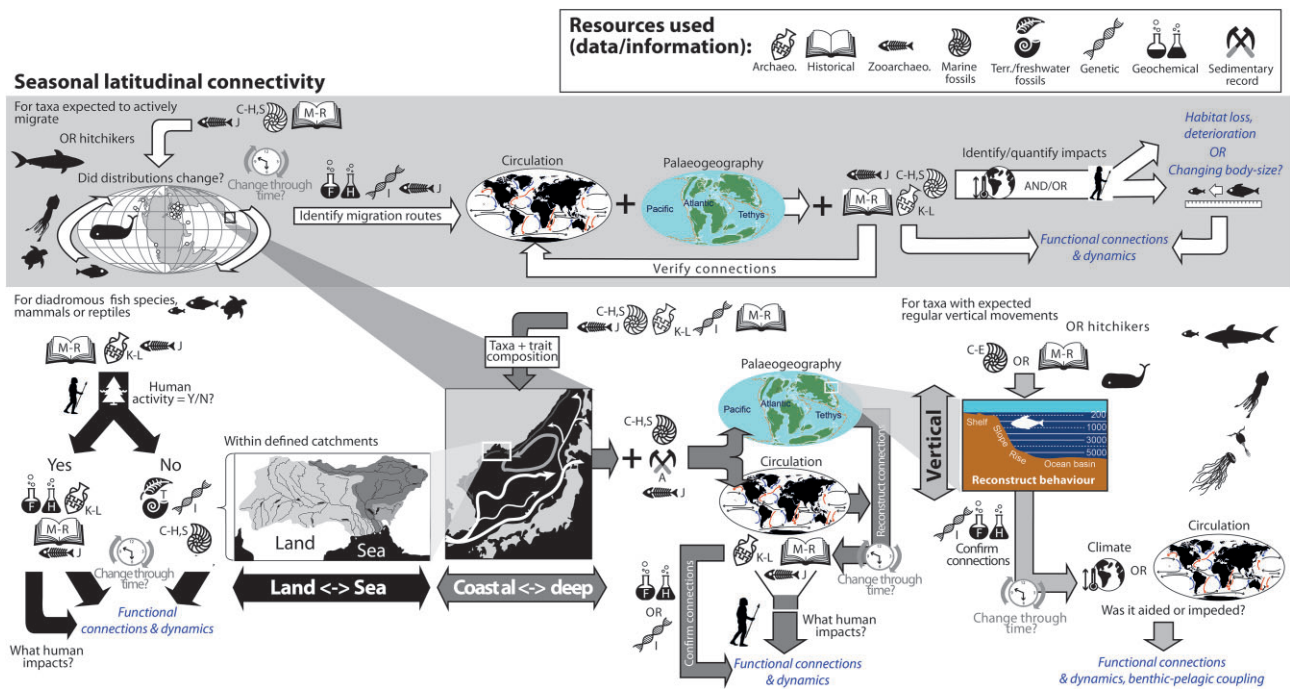 Resources used
(data/information):
Archaeo.
Historical
Zooarchaeo.
Marine
fossils
Terr./freshwater
fossils
Genetic
Geochemical
Sedimentary
record
Seasonal latitudinal connectivity
For taxa expected to actively
migrate
OR hitchikers
J
C-H,S
M-R
Did distributions change?
Change through
time?
F
H
I
J
Identify migration routes
Circulation
+
Palaeogeography
Pacific
Atlantic
Tethys
+
J
C-H,S
M-R
K-L
Identify/quantify impacts
AND/OR
Habitat loss,
deterioration
OR
Changing body-size?
Functional connections
& dynamics
Verify connections
For diadromous fish species,
mammals or reptiles
M-R
K-L
J
Human
activity = Y/N?
Yes
No
F
H
K-L
M-R
J
T
I
C-H,S
Change through
time?
Functional
connections & dynamics
What human
impacts?
Within defined catchments
Land
Sea
Land <-> Sea
C-H,S
J
K-L
I
M-R
Taxa + trait
composition
Coastal <-> deep
C-H,S
+
A
J
Palaeogeography
Pacific
Atlantic
Tethys
Circulation
Reconstruct connections
K-L
M-R
J
Change through
time?
F
H
OR
I
Confirm connections
What human
impacts?
Functional connections
& dynamics
For taxa with expected
regular vertical movements
OR hitchikers
C-E
OR
M-R
Vertical
Shelf
Slope
Rise
200
1000
3000
5000
Ocean basin
Reconstruct behaviour
I
F
H
Confirm
connections
Change through
time?
Climate
OR
Circulation
Was it aided or impeded?
Functional connections
& dynamics, benthic-pelagic coupling